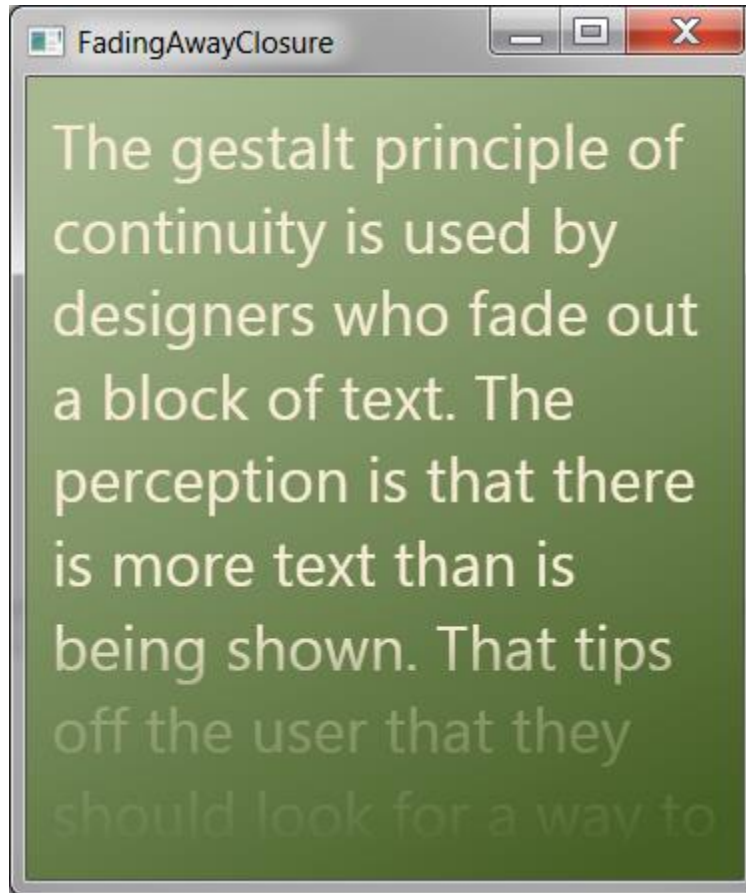 FadingAwayClosure
The gestalt principle of
continuity is used by
designers who fade out
a block of text. The
perception is that there
is more text than is
being shown. That tips
off the user that they
should look for a way to